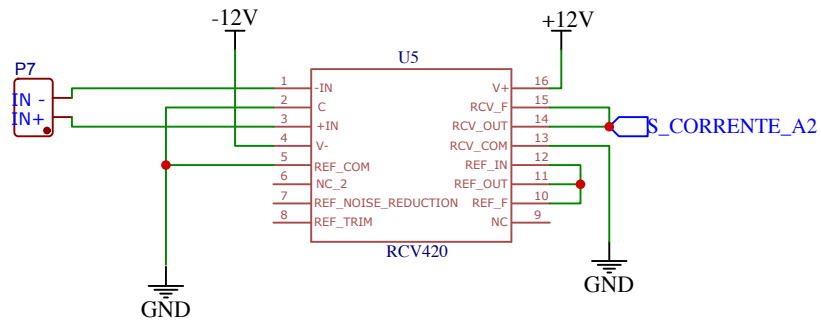 -12V
+12V
U5
P7
IN -
IN+
1
-IN
V+
16
2
C
RCV_F
15
3
+IN
RCV_OUT
14
S_CORRENTE_A2
4
V-
RCV_COM
13
5
REF_COM
REF_IN
12
6
NC_2
REF_OUT
11
7
REF_NOISE_REDUCTION
REF_F
10
8
REF_TRIM
NC
9
RCV420
GND
GND